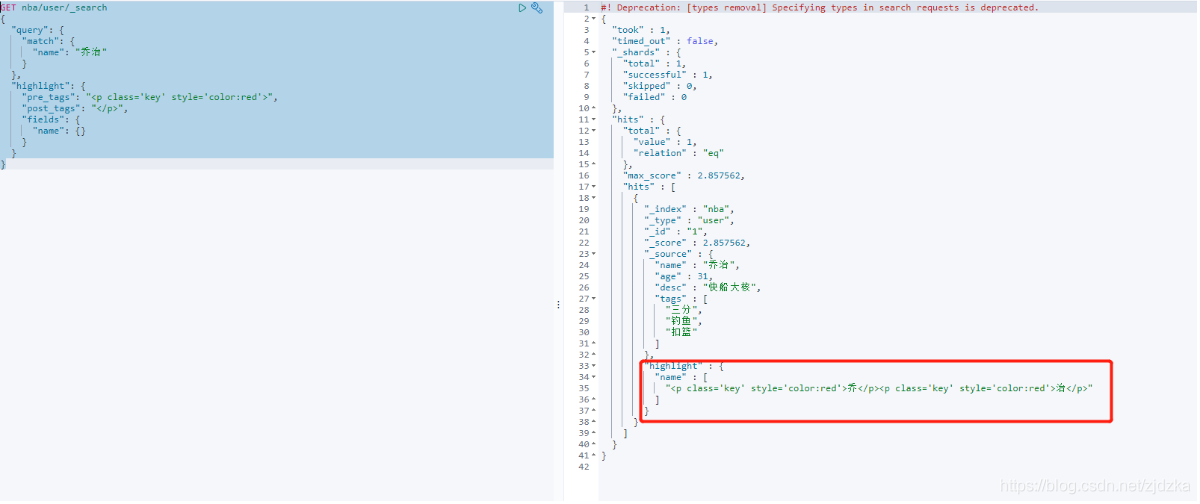 GET nba/user/_search
{
  "query": {
    "match": {
      "name": "乔治"
    }
  },
  "highlight": {
    "pre_tags": "<p class='key' style='color:red'>",
    "post_tags": "</p>",
    "fields": {
      "name": {}
    }
  }
}
1 #! Deprecation: [types removal] Specifying types in search requests is deprecated.
2 {
3   "took" : 1,
4   "timed_out" : false,
5   "_shards" : {
6     "total" : 1,
7     "successful" : 1,
8     "skipped" : 0,
9     "failed" : 0
10   },
11   "hits" : {
12     "total" : {
13       "value" : 1,
14       "relation" : "eq"
15     },
16     "max_score" : 2.857562,
17     "hits" : [
18       {
19         "_index" : "nba",
20         "_type" : "user",
21         "_id" : "1",
22         "_score" : 2.857562,
23         "_source" : {
24           "name" : "乔治",
25           "age" : 31,
26           "desc" : "快船大核",
27           "tags" : [
28             "三分",
29             "钓鱼",
30             "扣篮"
31           ]
32         },
33         "highlight" : {
34           "name" : [
35             "<p class='key' style='color:red'>乔</p><p class='key' style='color:red'>治</p>"
36           ]
37         }
38       }
39     ]
40   }
41 }
42
https://blog.csdn.net/zjdzka